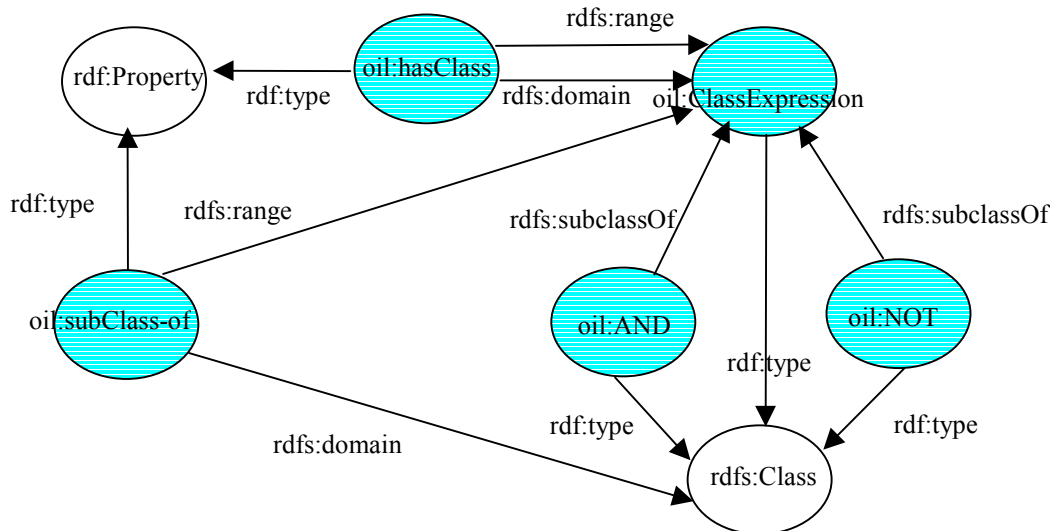 rdfs:range
oil:hasClass
rdf:Property
rdf:type
rdfs:domain
oil:ClassExpression
rdf:type
rdfs:range
rdfs:subclassOf
rdfs:subclassOf
oil:subClass-of
oil:AND
oil:NOT
rdf:type
rdf:type
rdf:type
rdfs:domain
rdfs:Class